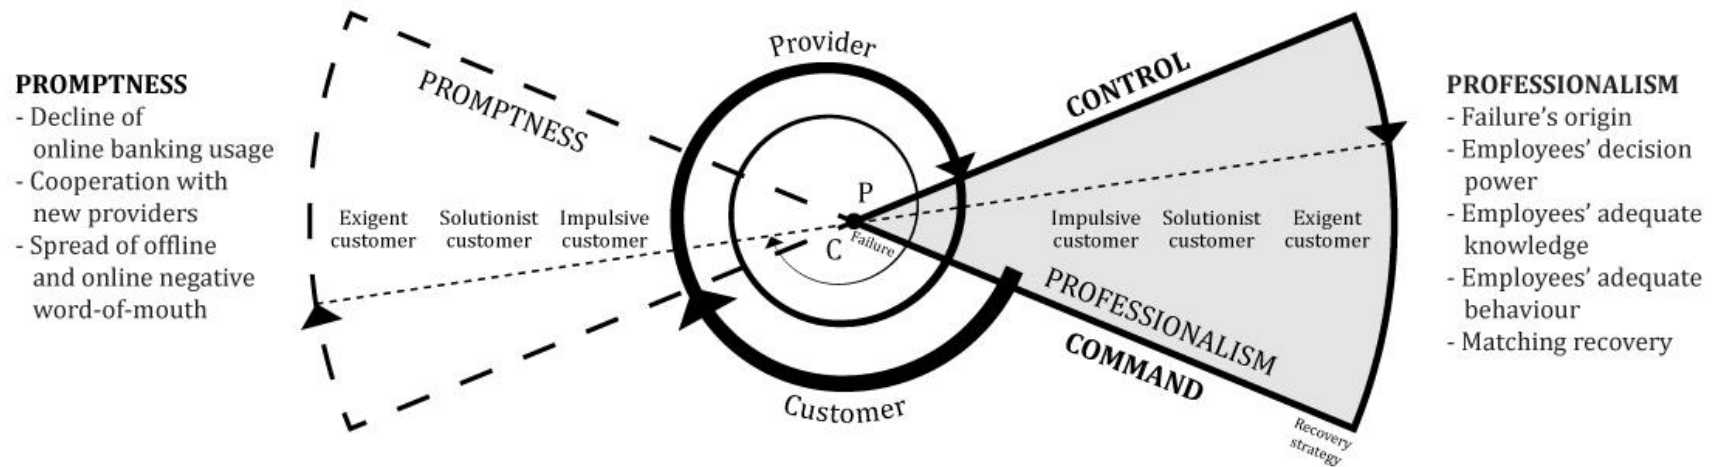 PROMPTNESS
- Decline of
online banking usage
- Cooperation with
new providers
- Spread of offline
and online negative
word-of-mouth
PROMPTNESS
Exigent
customer
Solutionist
customer
Impulsive
customer
Provider
P
C
Failure
Customer
CONTROL
Impulsive
customer
Solutionist
customer
Exigent
customer
PROFESSIONALISM
COMMAND
Recovery
strategy
PROFESSIONALISM
- Failure's origin
- Employees' decision
power
- Employees' adequate
knowledge
- Employees' adequate
behaviour
- Matching recovery